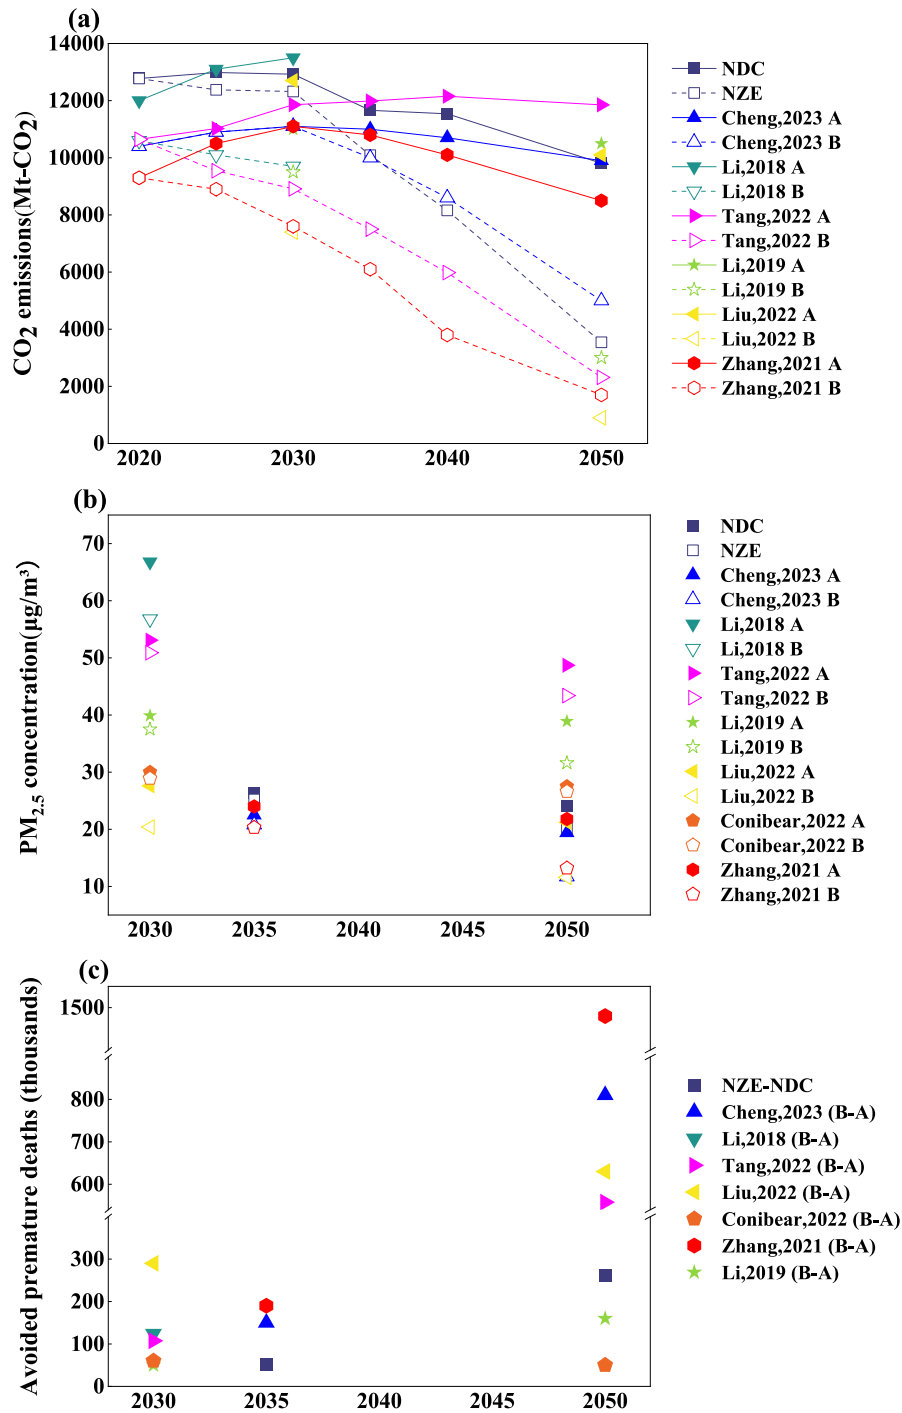 (a)
14000
12000
10000
8000
6000
4000
2000
0
CO2 emissions(Mt-CO2)
2020 2030 2040 2050
NDC
NZE
Cheng,2023 A
Cheng,2023 B
Li,2018 A
Li,2018 B
Tang,2022 A
Tang,2022 B
Li,2019 A
Li,2019 B
Liu,2022 A
Liu,2022 B
Zhang,2021 A
Zhang,2021 B
(b)
70
60
50
40
30
20
10
PM2.5 concentration(μg/m³)
2030 2035 2040 2045 2050
NDC
NZE
Cheng,2023 A
Cheng,2023 B
Li,2018 A
Li,2018 B
Tang,2022 A
Tang,2022 B
Li,2019 A
Li,2019 B
Liu,2022 A
Liu,2022 B
Conibear,2022 A
Conibear,2022 B
Zhang,2021 A
Zhang,2021 B
(c)
1500
800
700
600
300
200
100
0
Avoided premature deaths (thousands)
2030 2035 2040 2045 2050
NZE-NDC
Cheng,2023 (B-A)
Li,2018 (B-A)
Tang,2022 (B-A)
Liu,2022 (B-A)
Conibear,2022 (B-A)
Zhang,2021 (B-A)
Li,2019 (B-A)